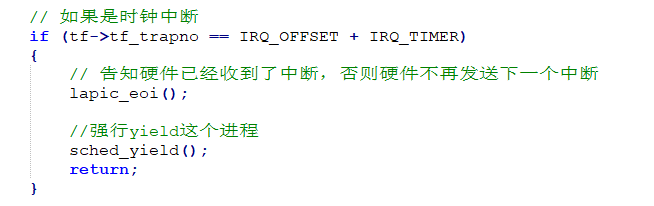 // 如果是时钟中断
if (tf->tf_trapno == IRQ_OFFSET + IRQ_TIMER)
{
// 告知硬件已经收到了中断，否则硬件不再发送下一个中断
lapic_eoi();
//强行yield这个进程
sched_yield();
return;
}